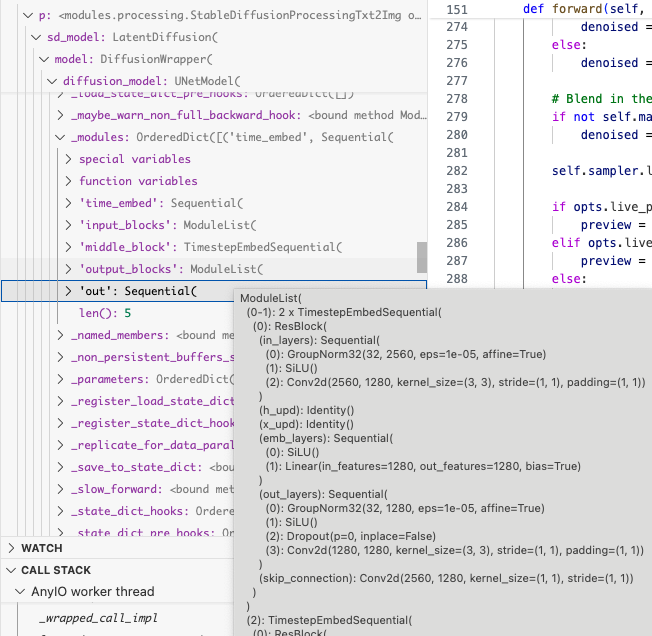 p: <modules.processing.StableDiffusionProcessingTxt2Img o…
sd_model: LatentDiffusion(
model: DiffusionWrapper(
diffusion_model: UNetModel(
_load_state_dict_pre_hooks: OrderedDict([])
_maybe_warn_non_full_backward_hook: <bound method Mod…
_modules: OrderedDict([('time_embed', Sequential(
special variables
function variables
'time_embed': Sequential(
'input_blocks': ModuleList(
'middle_block': TimestepEmbedSequential(
'output_blocks': ModuleList(
'out': Sequential(
len(): 5
_named_members: <bound me
_non_persistent_buffers_s
_parameters: OrderedDict(
_register_load_state_dict
_register_state_dict_hook
_replicate_for_data_paral
_save_to_state_dict: <bou
_slow_forward: <bound met
_state_dict_hooks: Ordere
_state_dict_pre_hooks: Or
WATCH
CALL STACK
AnyIO worker thread
_wrapped_call_impl
151 def forward(self,
274 denoised =
275 else:
276 denoised =
277
278 # Blend in the
279 if not self.ma
280 denoised =
281
282 self.sampler.l
283
284 if opts.live_p
285 preview =
286 elif opts.live
287 preview =
288 else:
ModuleList(
(0-1): 2 x TimestepEmbedSequential(
(0): ResBlock(
(in_layers): Sequential(
(0): GroupNorm32(32, 2560, eps=1e-05, affine=True)
(1): SiLU()
(2): Conv2d(2560, 1280, kernel_size=(3, 3), stride=(1, 1), padding=(1, 1))
)
(h_upd): Identity()
(x_upd): Identity()
(emb_layers): Sequential(
(0): SiLU()
(1): Linear(in_features=1280, out_features=1280, bias=True)
)
(out_layers): Sequential(
(0): GroupNorm32(32, 1280, eps=1e-05, affine=True)
(1): SiLU()
(2): Dropout(p=0, inplace=False)
(3): Conv2d(1280, 1280, kernel_size=(3, 3), stride=(1, 1), padding=(1, 1))
)
(skip_connection): Conv2d(2560, 1280, kernel_size=(1, 1), stride=(1, 1))
)
)
(2): TimestepEmbedSequential(
(0): ResBlock(